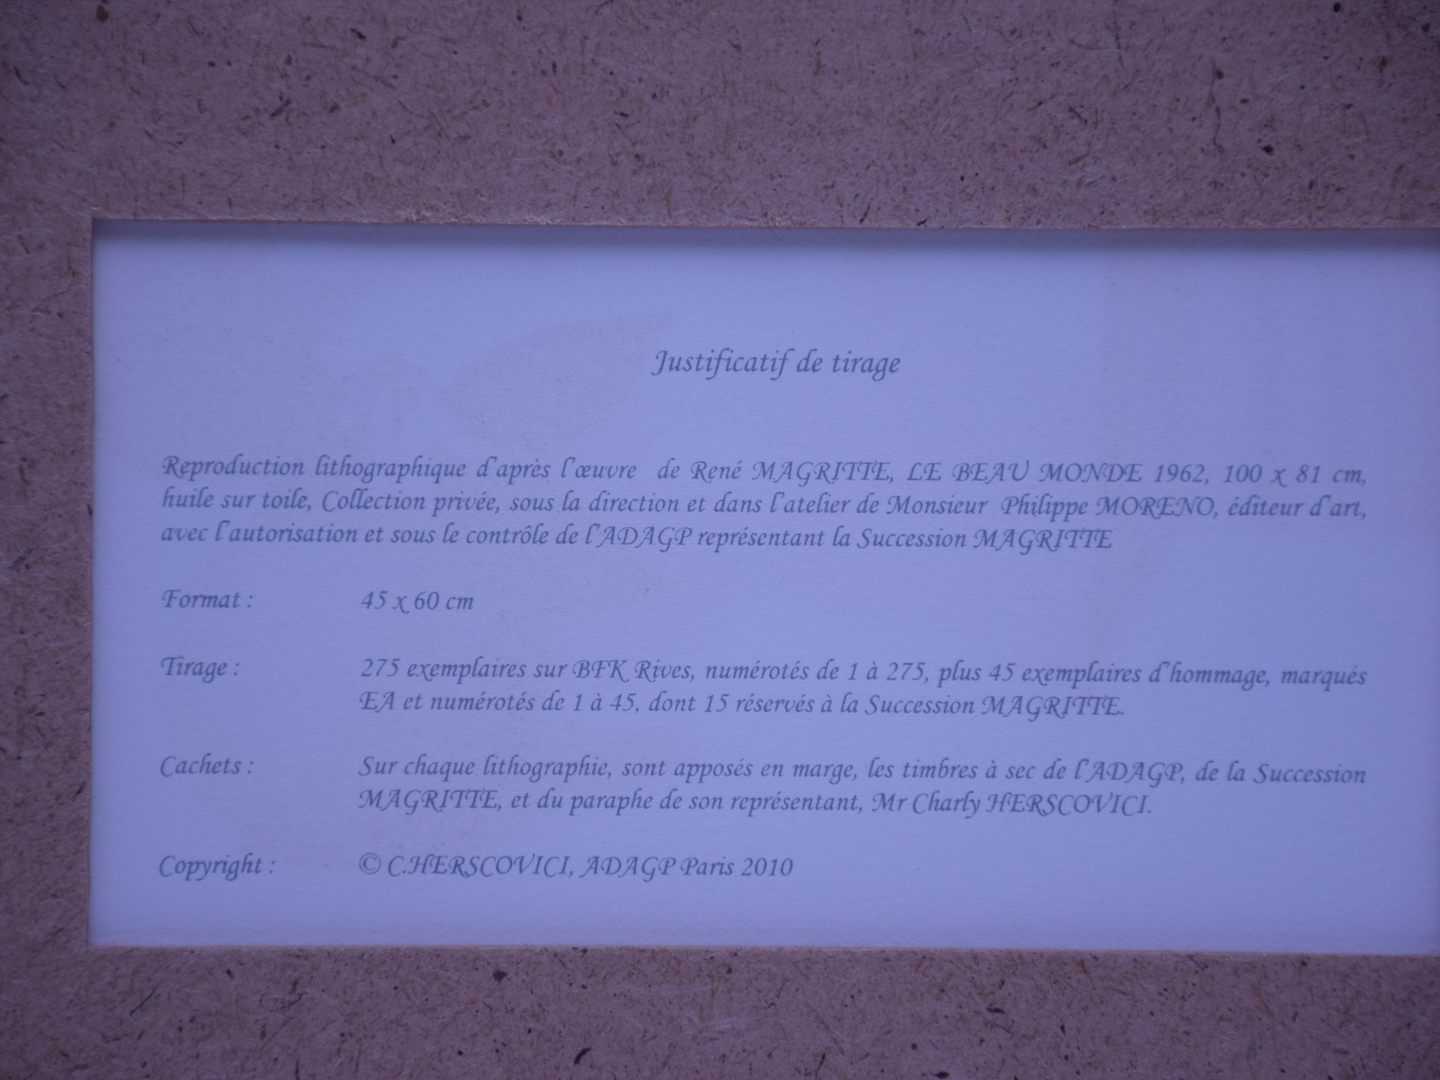 Justificatif de tirage
Reproduction lithographique d'après l'œuvre de René MAGRITTE, LE BEAU MONDE 1962, 100 x 81 cm,
huile sur toile, Collection privée, sous la direction et dans l'atelier de Monsieur Philippe MORENO, éditeur d'art,
avec l'autorisation et sous le contrôle de l'ADAGP représentant la Succession MAGRITTE
Format : 45 x 60 cm
Tirage : 275 exemplaires sur BFK Rives, numérotés de 1 à 275, plus 45 exemplaires d'hommage, marqués
EA et numérotés de 1 à 45, dont 15 réservés à la Succession MAGRITTE.
Cachets : Sur chaque lithographie, sont apposés en marge, les timbres à sec de l'ADAGP, de la Succession
MAGRITTE, et du paraphe de son représentant, Mr Charly HERSCOVICI.
Copyright : © C.HERSCOVICI, ADAGP Paris 2010